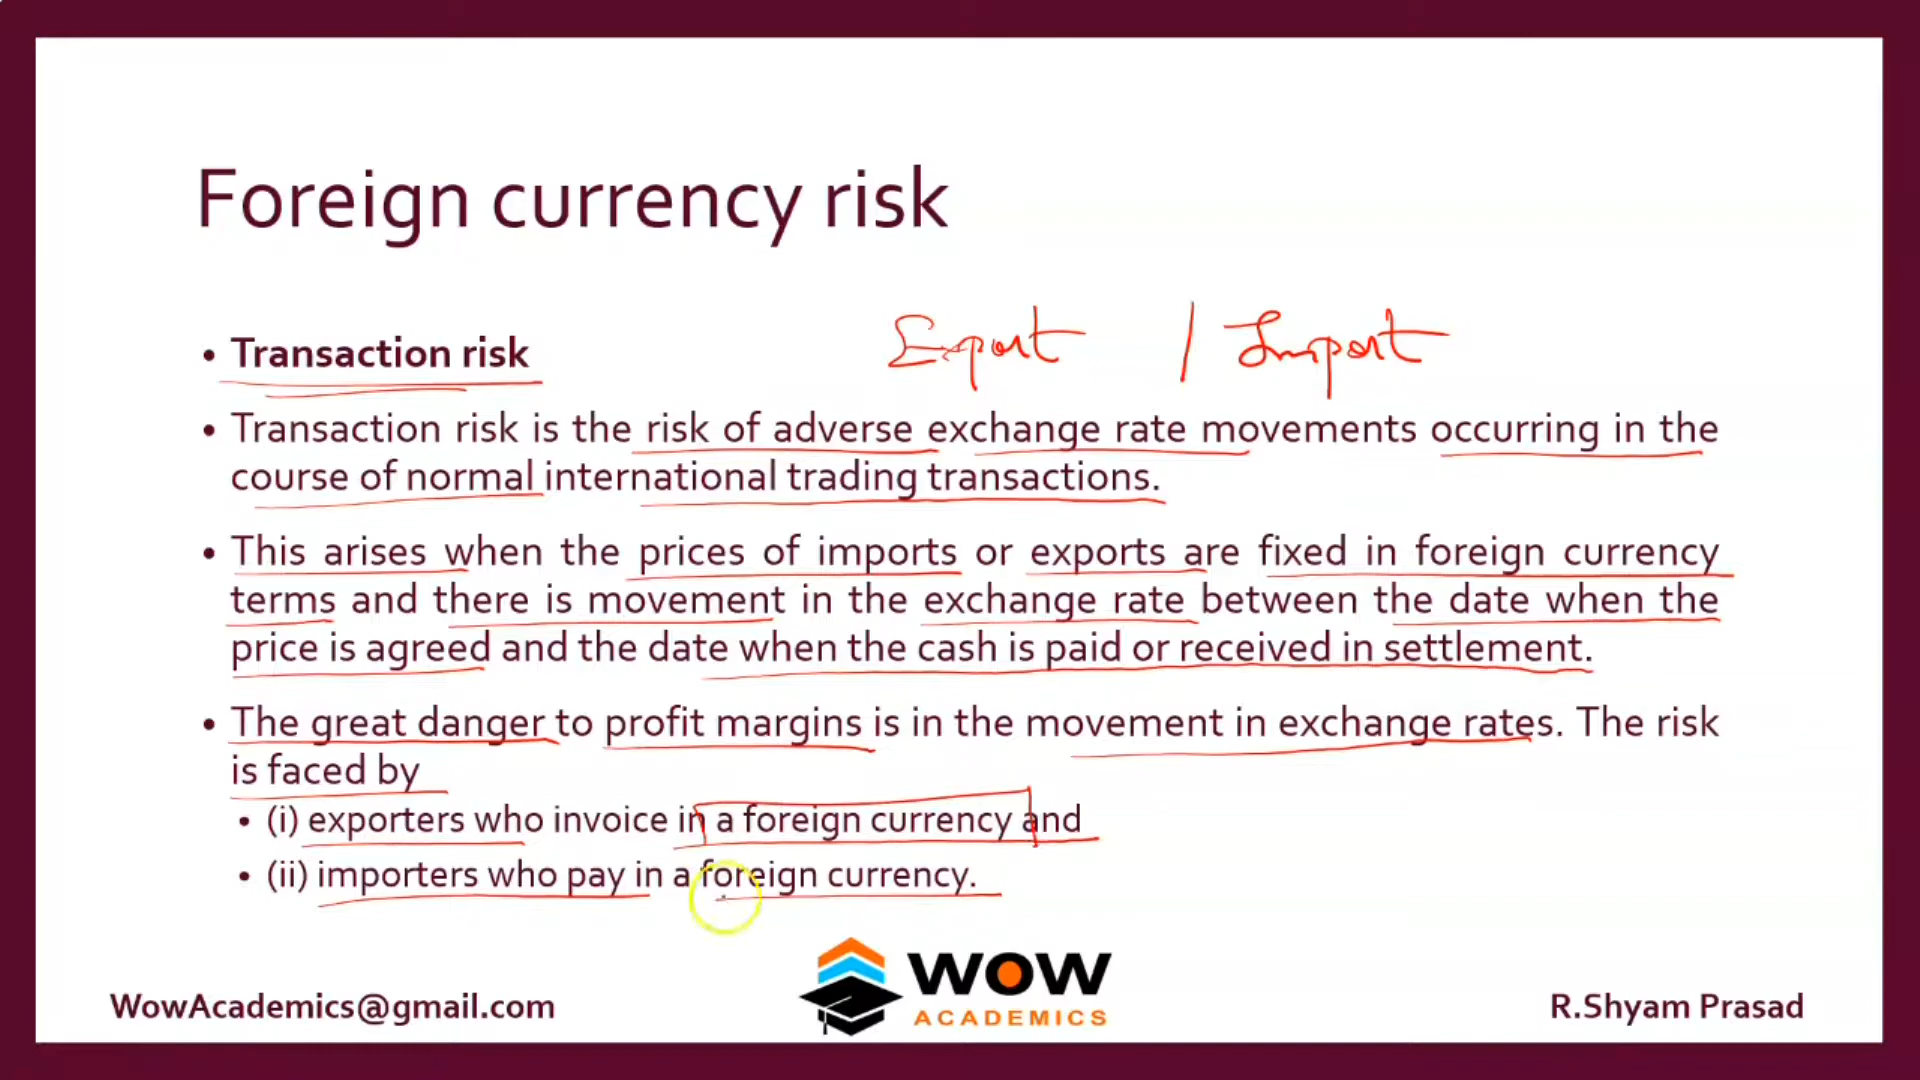 Foreign currency risk
Export / Import
• Transaction risk
• Transaction risk is the risk of adverse exchange rate movements occurring in the
course of normal international trading transactions.
• This arises when the prices of imports or exports are fixed in foreign currency
terms and there is movement in the exchange rate between the date when the
price is agreed and the date when the cash is paid or received in settlement.
• The great danger to profit margins is in the movement in exchange rates. The risk
is faced by
• (i) exporters who invoice in a foreign currency and
• (ii) importers who pay in a foreign currency.
WowAcademics@gmail.com
WOW
ACADEMICS
R.Shyam Prasad